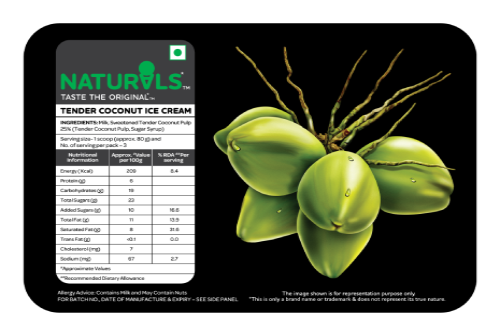 NATURALS™
TASTE THE ORIGINAL™
TENDER COCONUT ICE CREAM
INGREDIENTS: Milk, Sweetened Tender Coconut Pulp
25% (Tender Coconut Pulp, Sugar Syrup)
Serving size- 1 scoop (approx. 80 g) and
No. of serving per pack - 3
Nutritional Information Approx. *Value per 100g % RDA **Per serving
Energy (Kcal) 209 8.4
Protein (g) 5
Carbohydrates (g) 19
Total Sugars (g) 23
Added Sugars (g) 10 16.6
Total Fat (g) 11 13.9
Saturated Fat (g) 8 31.6
Trans Fat (g) <0.1 0.0
Cholesterol (mg) 7
Sodium (mg) 67 2.7
*Approximate Values
**Recommended Dietary Allowance
Allergy Advice: Contains Milk and May Contain Nuts
FOR BATCH NO., DATE OF MANUFACTURE & EXPIRY – SEE SIDE PANEL
The image shown is for representation purpose only.
*This is only a brand name or trademark & does not represent its true nature.